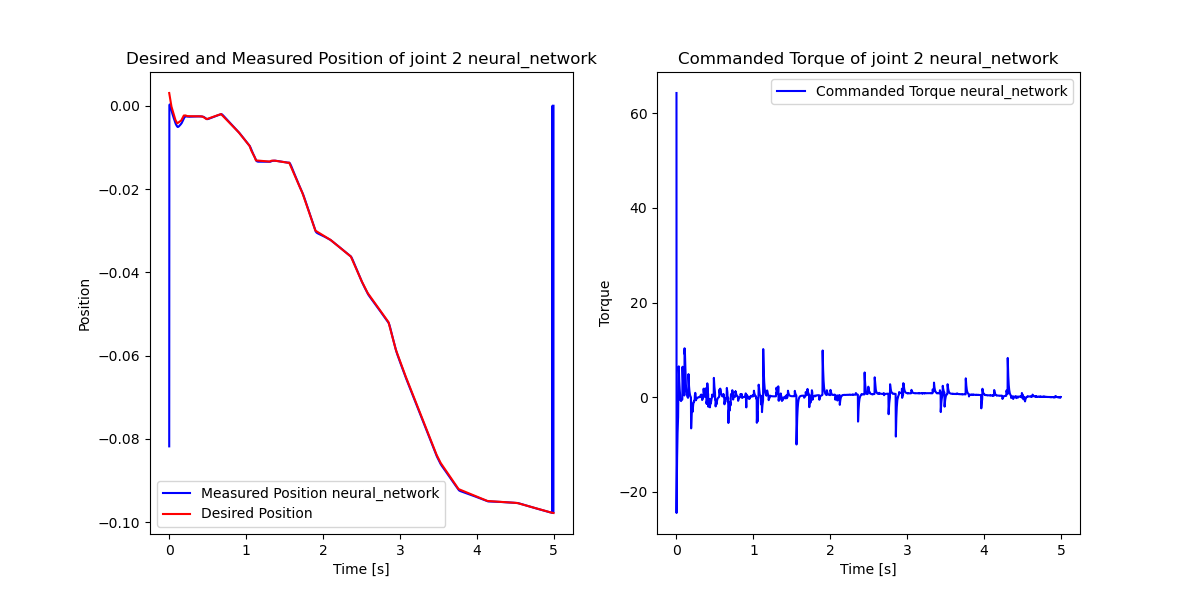 Desired and Measured Position of joint 2 neural_network
Position
0.00
−0.02
−0.04
−0.06
−0.08
−0.10
Measured Position neural_network
Desired Position
0 1 2 3 4 5
Time [s]
Commanded Torque of joint 2 neural_network
Commanded Torque neural_network
Torque
60
40
20
0
−20
0 1 2 3 4 5
Time [s]